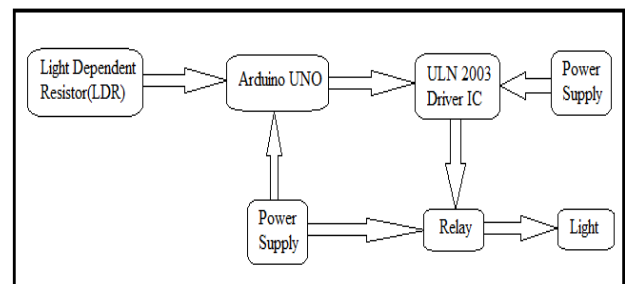 Light Dependent
Resistor(LDR)
Arduino UNO
ULN 2003
Driver IC
Power
Supply
Power
Supply
Relay
Light